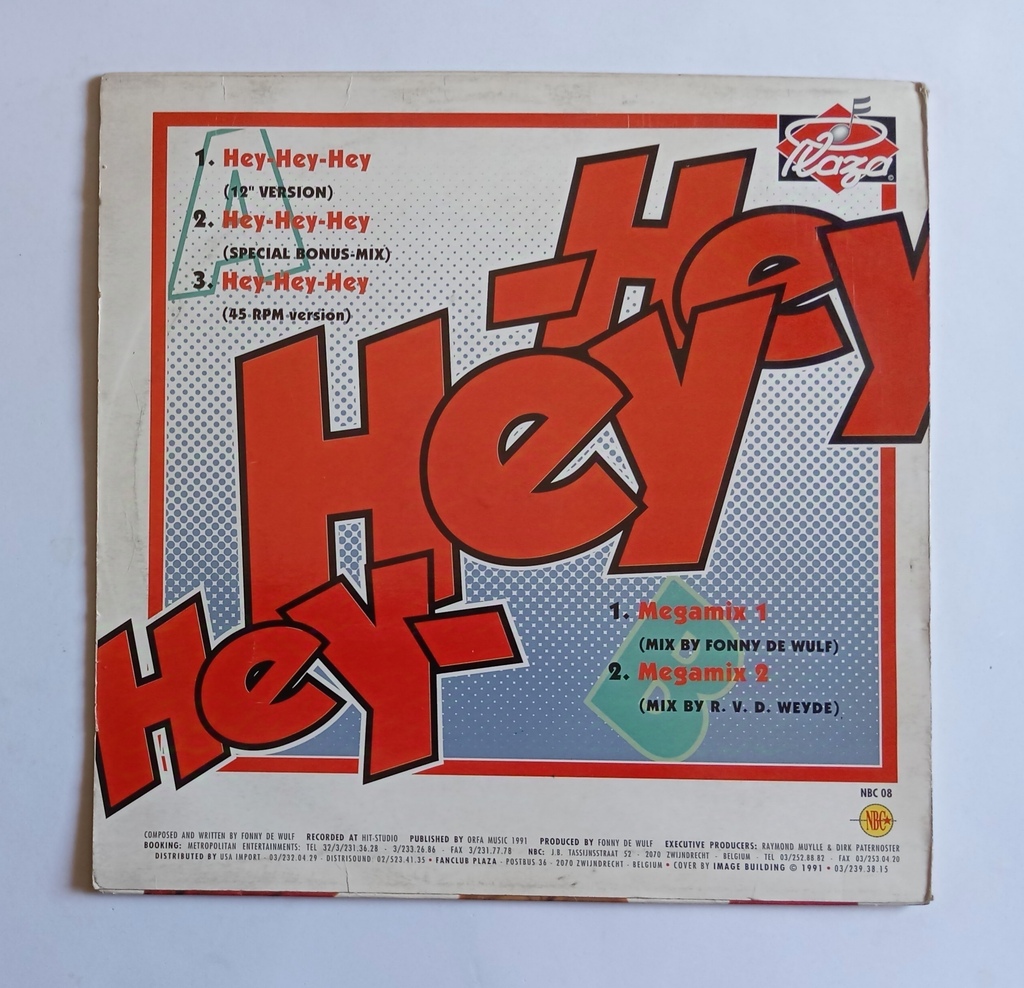 A
1. Hey-Hey-Hey
(12" VERSION)
2. Hey-Hey-Hey
(SPECIAL BONUS-MIX)
3. Hey-Hey-Hey
(45 RPM version)
Plaza ©
-Hey
Hey
Hey-
B
1. Megamix 1
(MIX BY FONNY DE WULF)
2. Megamix 2
(MIX BY R. V. D. WEYDE)
NBC 08
NBC
COMPOSED AND WRITTEN BY FONNY DE WULF RECORDED AT HIT-STUDIO PUBLISHED BY ORFA MUSIC 1991 PRODUCED BY FONNY DE WULF EXECUTIVE PRODUCERS: RAYMOND MUYLLE & DIRK PATERNOSTER
BOOKING: METROPOLITAN ENTERTAINMENTS: TEL 32/3/231.36.28 - 3/233.26.86 - FAX 3/231.77.78 NBC: J.B. TASSIJNSSTRAAT 52 - 2070 ZWIJNDRECHT - BELGIUM - TEL 03/252.88.82 - FAX 03/253.04.20
DISTRIBUTED BY USA IMPORT - 03/232.04.29 - DISTRISOUND: 02/523.41.35 • FANCLUB PLAZA - POSTBUS 36 - 2070 ZWIJNDRECHT - BELGIUM • COVER BY IMAGE BUILDING © 1991 • 03/239.38.15